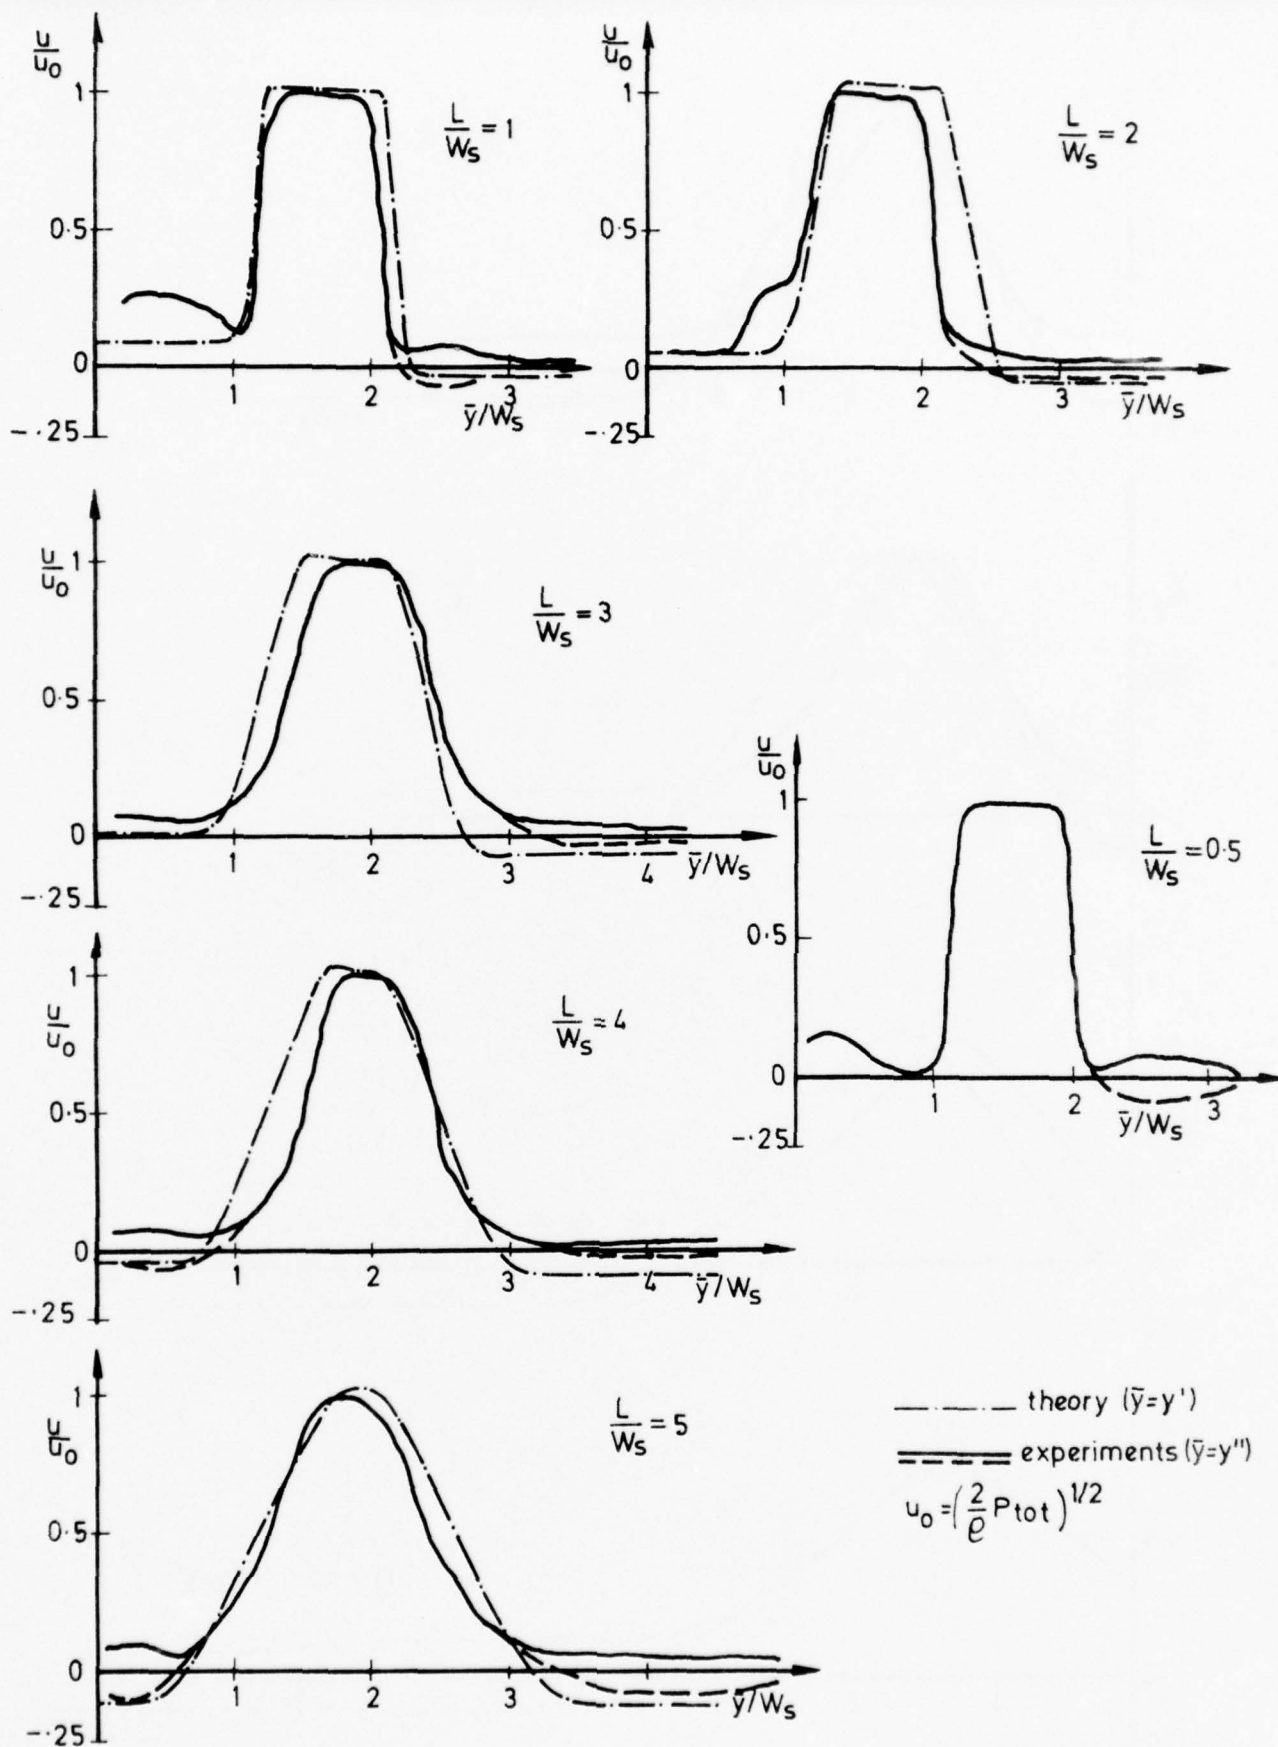 u/u₀
1
0·5
0
-·25
1 2 3
ȳ/Ws
L/Ws = 1
u/u₀
1
0·5
0
-·25
1 2 3
ȳ/Ws
L/Ws = 2
u/u₀
1
0·5
0
-·25
1 2 3 4
ȳ/Ws
L/Ws = 3
u/u₀
1
0·5
0
-·25
1 2 3
ȳ/Ws
L/Ws = 0·5
u/u₀
1
0·5
0
-·25
1 2 3 4
ȳ/Ws
L/Ws = 4
u/u₀
1
0·5
0
-·25
1 2 3
ȳ/Ws
L/Ws = 5
theory (ȳ=y')
experiments (ȳ=y'')
u₀ = (2/ρ Ptot)^1/2